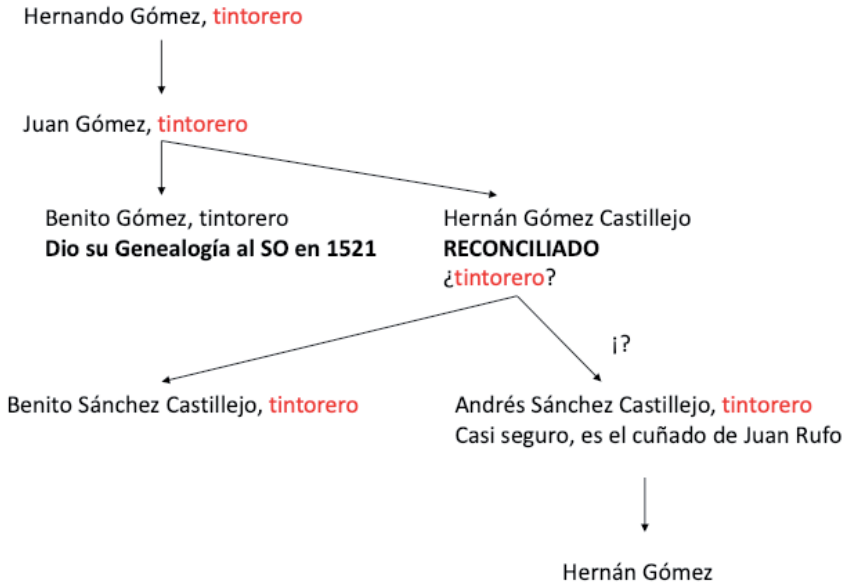 Hernando Gómez, tintorero
Juan Gómez, tintorero
Benito Gómez, tintorero
Dio su Genealogía al SO en 1521
Hernán Gómez Castillejo
RECONCILIADO
¿tintorero?
¡?
Benito Sánchez Castillejo, tintorero
Andrés Sánchez Castillejo, tintorero
Casi seguro, es el cuñado de Juan Rufo
Hernán Gómez